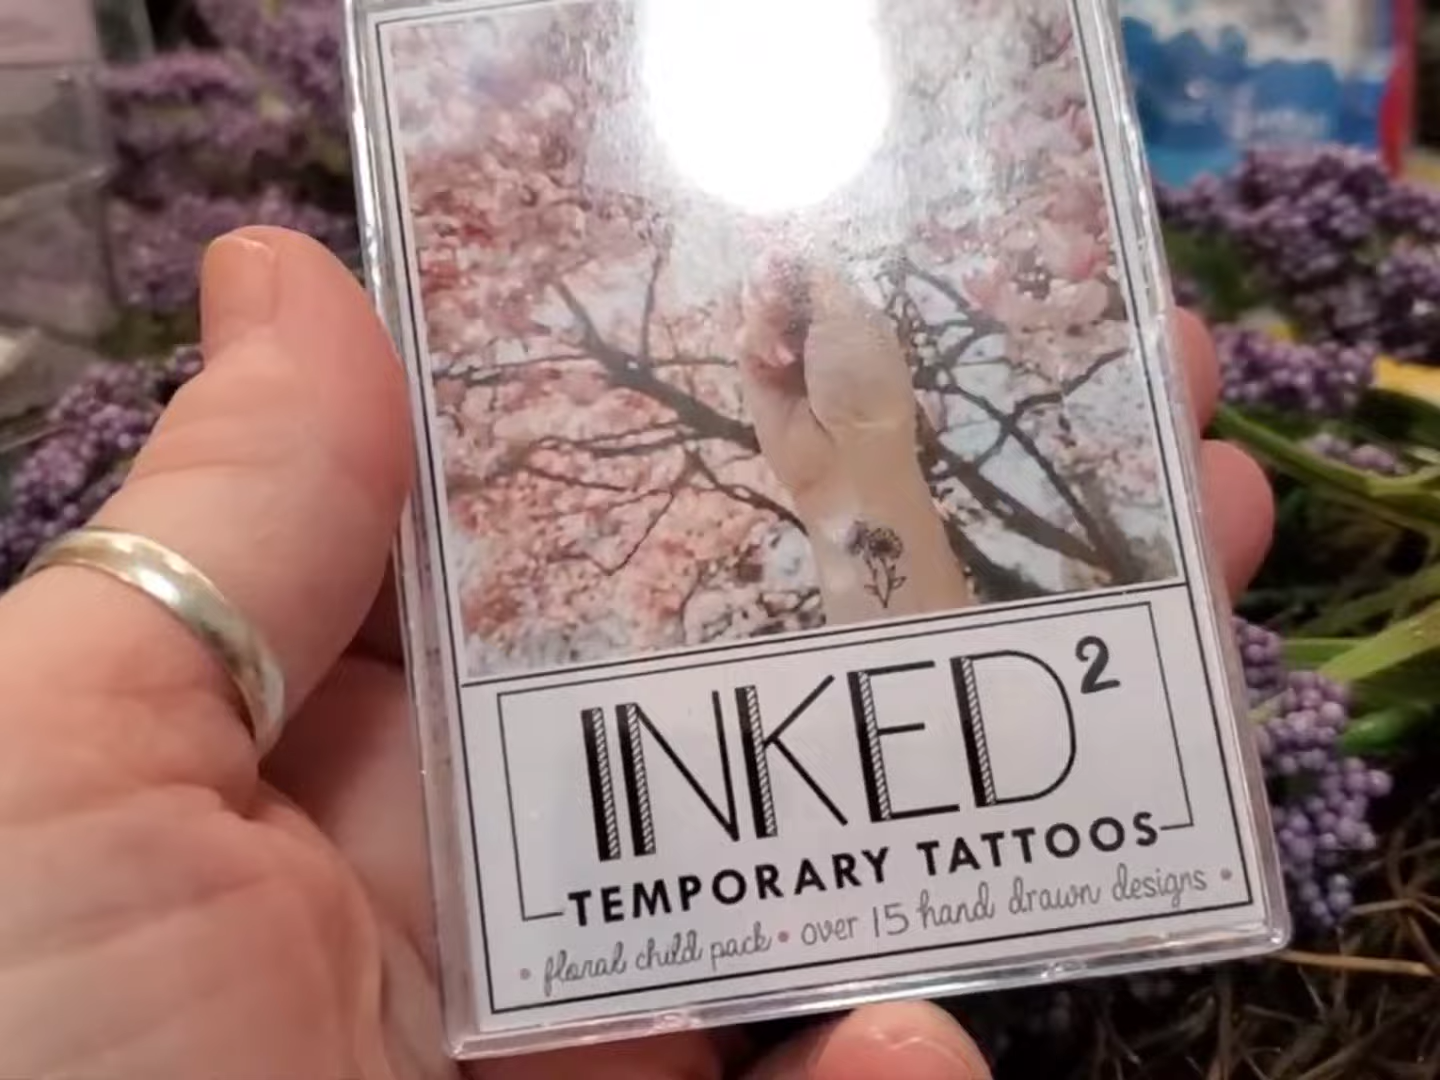 INKED²
TEMPORARY TATTOOS
• floral child pack • over 15 hand drawn designs •